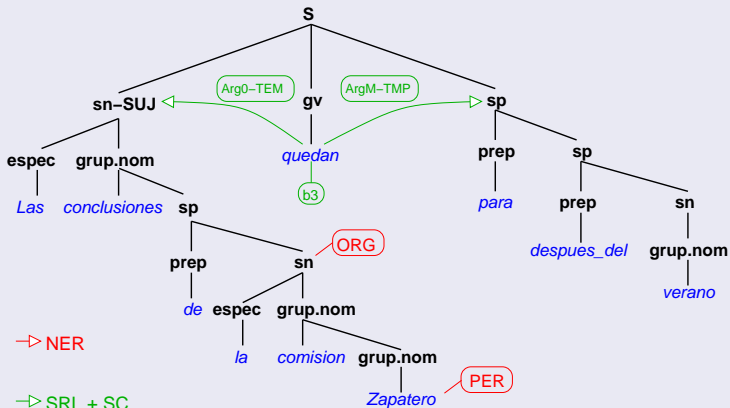 S
Arg0–TEM
ArgM–TMP
sn–SUJ
gv
sp
espec
grup.nom
quedan
prep
sp
b3
Las
conclusiones
sp
para
prep
sn
ORG
prep
sn
despues_del
grup.nom
de
espec
grup.nom
verano
NER
la
comision
grup.nom
PER
Zapatero
SRL + SC